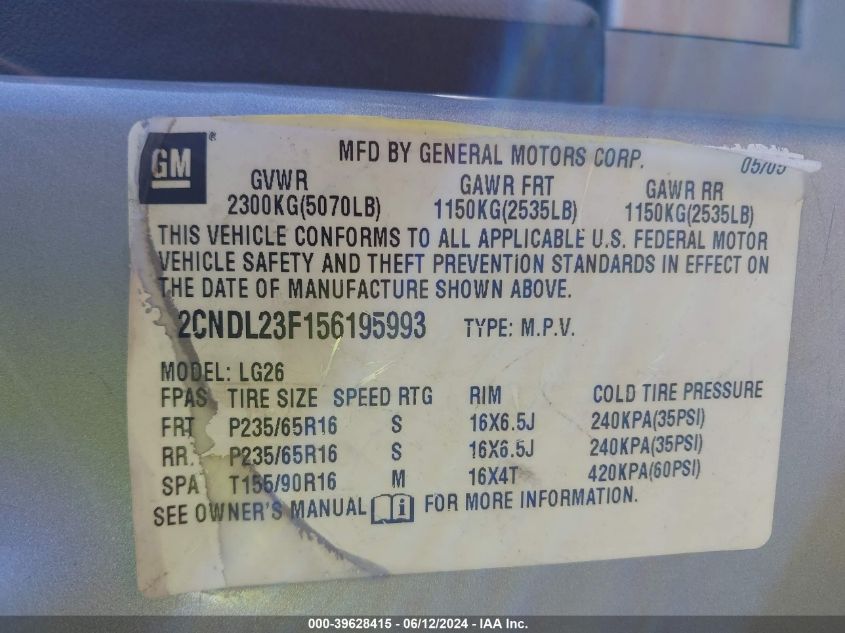 GM ®
MFD BY GENERAL MOTORS CORP. 05/05
GVWR GAWR FRT GAWR RR
2300KG(5070LB) 1150KG(2535LB) 1150KG(2535LB)
THIS VEHICLE CONFORMS TO ALL APPLICABLE U.S. FEDERAL MOTOR
VEHICLE SAFETY AND THEFT PREVENTION STANDARDS IN EFFECT ON
THE DATE OF MANUFACTURE SHOWN ABOVE.
2CNDL23F156195993 TYPE: M.P.V.
MODEL: LG26
FPAS TIRE SIZE SPEED RTG RIM COLD TIRE PRESSURE
FRT P235/65R16 S 16X6.5J 240KPA(35PSI)
RR. P235/65R16 S 16X6.5J 240KPA(35PSI)
SPA T155/90R16 M 16X4T 420KPA(60PSI)
SEE OWNER'S MANUAL i FOR MORE INFORMATION.
000-39628415 - 06/12/2024 - IAA Inc.